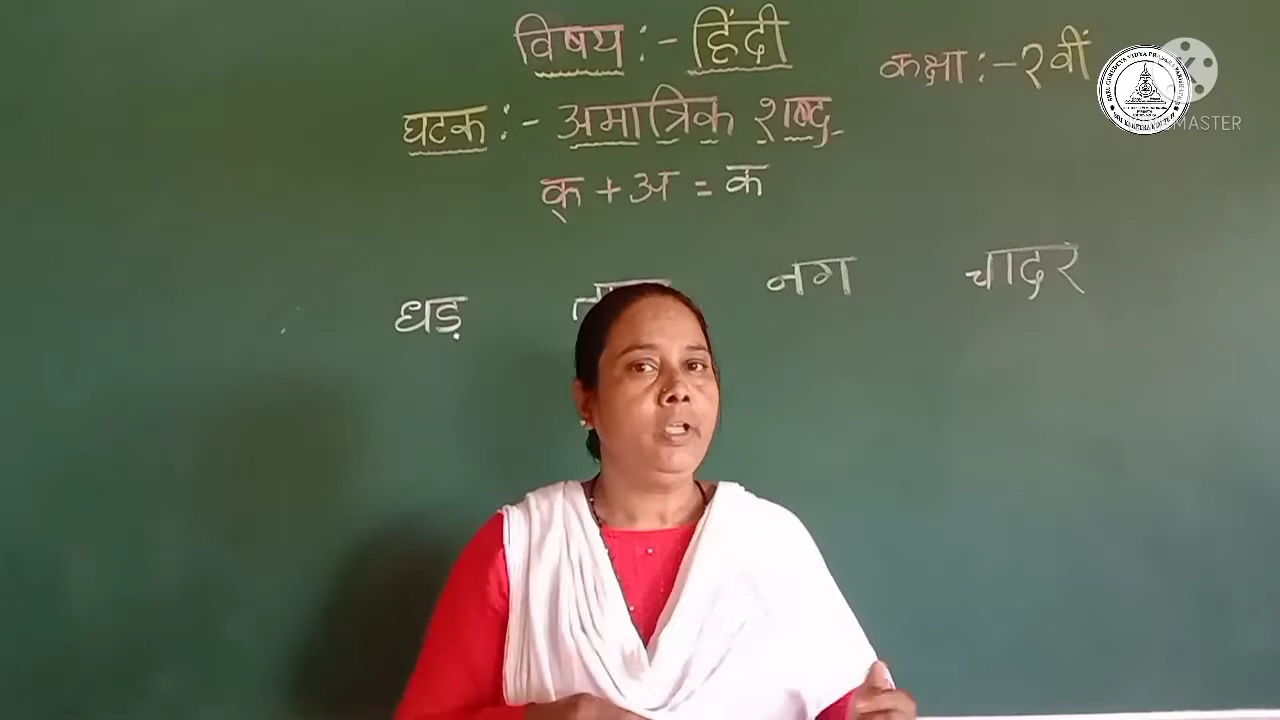 विषय :- हिंदी
कक्षा :- २वीं
घटक :- अमात्रिक शब्द
क् + अ = क
धड़ नग चादर
MASTER